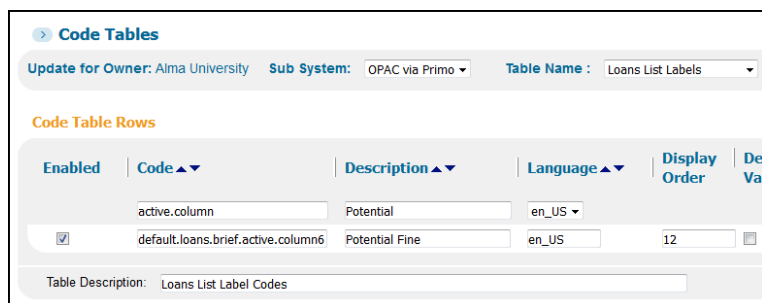 Code Tables
Update for Owner: Alma University Sub System: OPAC via Primo Table Name : Loans List Labels
Code Table Rows
Enabled Code Description Language Display Order De Va
active.column Potential en_US
default.loans.brief.active.column6 Potential Fine en_US 12
Table Description: Loans List Label Codes